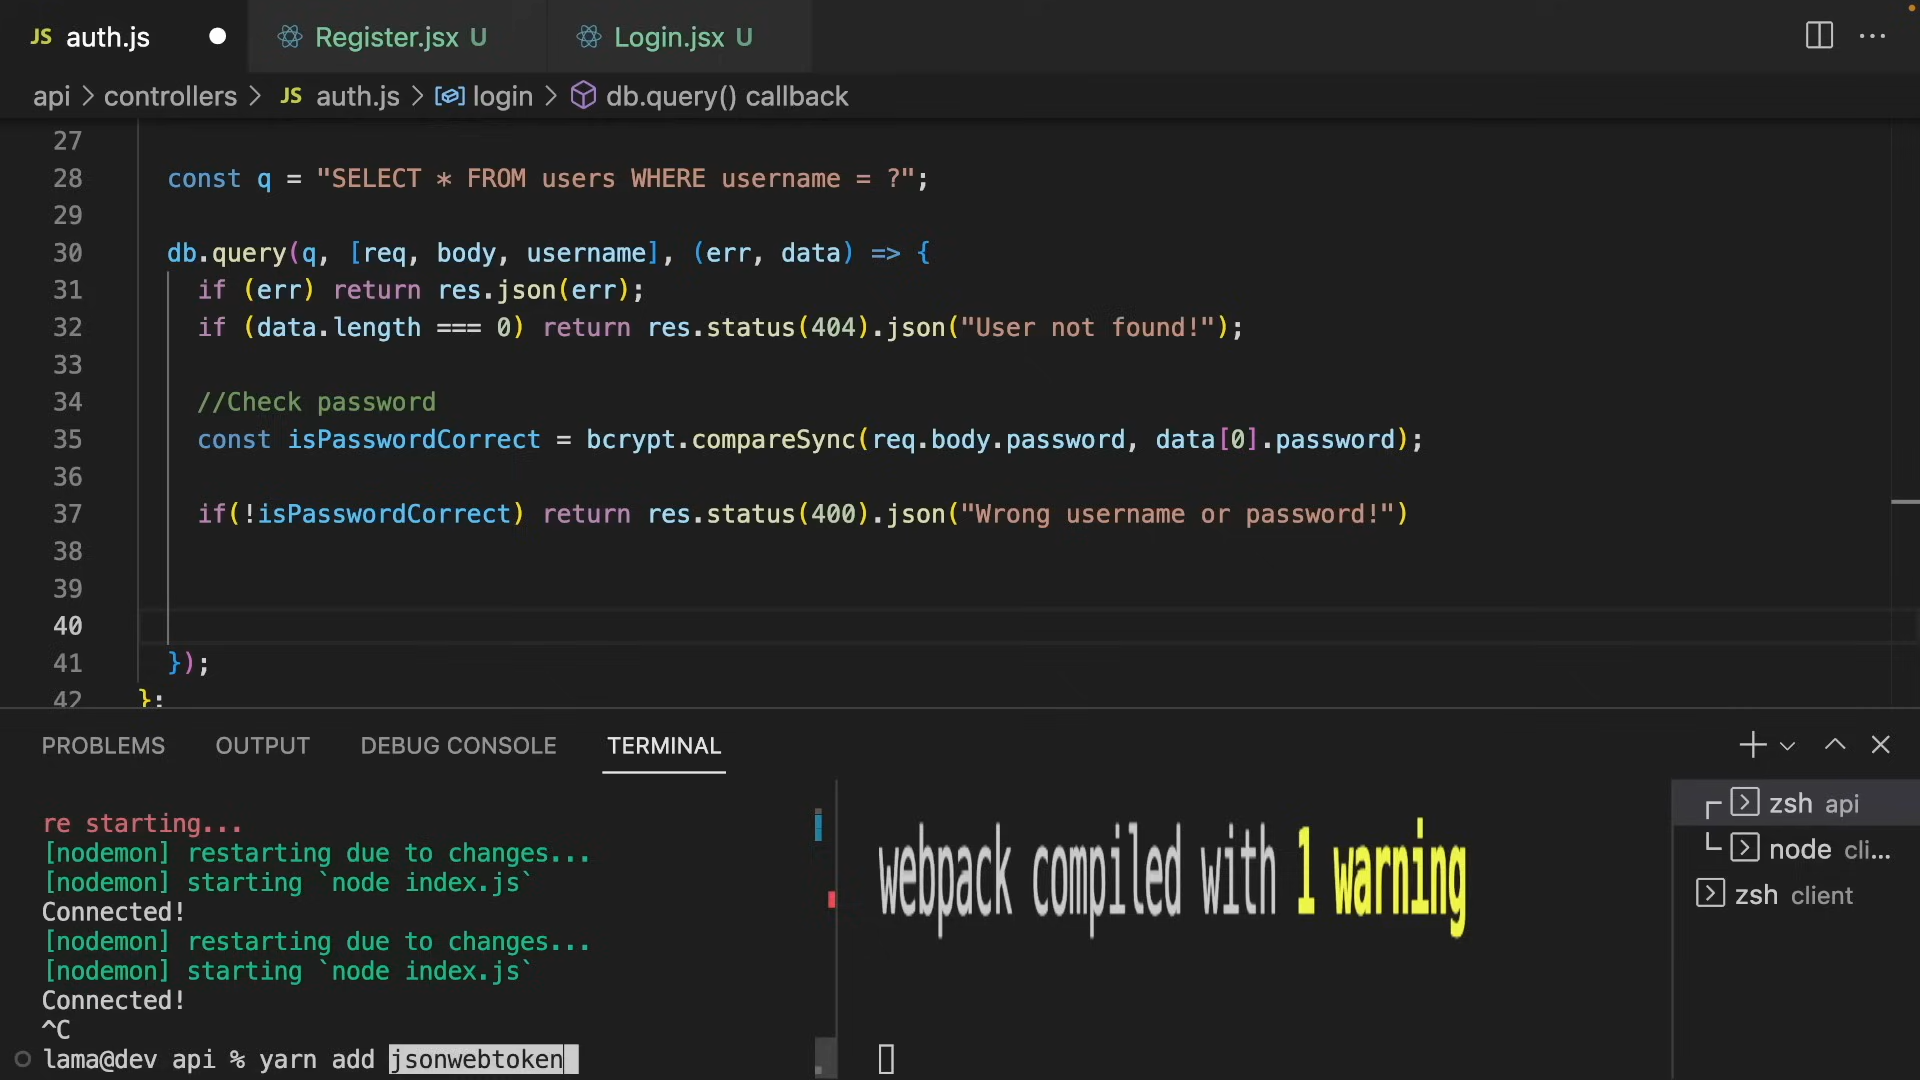 JS auth.js
Register.jsx U
Login.jsx U
api > controllers > JS auth.js > login > db.query() callback
27
28 const q = "SELECT * FROM users WHERE username = ?";
29
30 db.query(q, [req, body, username], (err, data) => {
31 if (err) return res.json(err);
32 if (data.length === 0) return res.status(404).json("User not found!");
33
34 //Check password
35 const isPasswordCorrect = bcrypt.compareSync(req.body.password, data[0].password);
36
37 if(!isPasswordCorrect) return res.status(400).json("Wrong username or password!")
38
39
40
41 });
42 };
PROBLEMS OUTPUT DEBUG CONSOLE TERMINAL
re starting...
[nodemon] restarting due to changes...
[nodemon] starting `node index.js`
Connected!
[nodemon] restarting due to changes...
[nodemon] starting `node index.js`
Connected!
^C
lama@dev api % yarn add jsonwebtoken
webpack compiled with 1 warning
zsh api
node cli...
zsh client